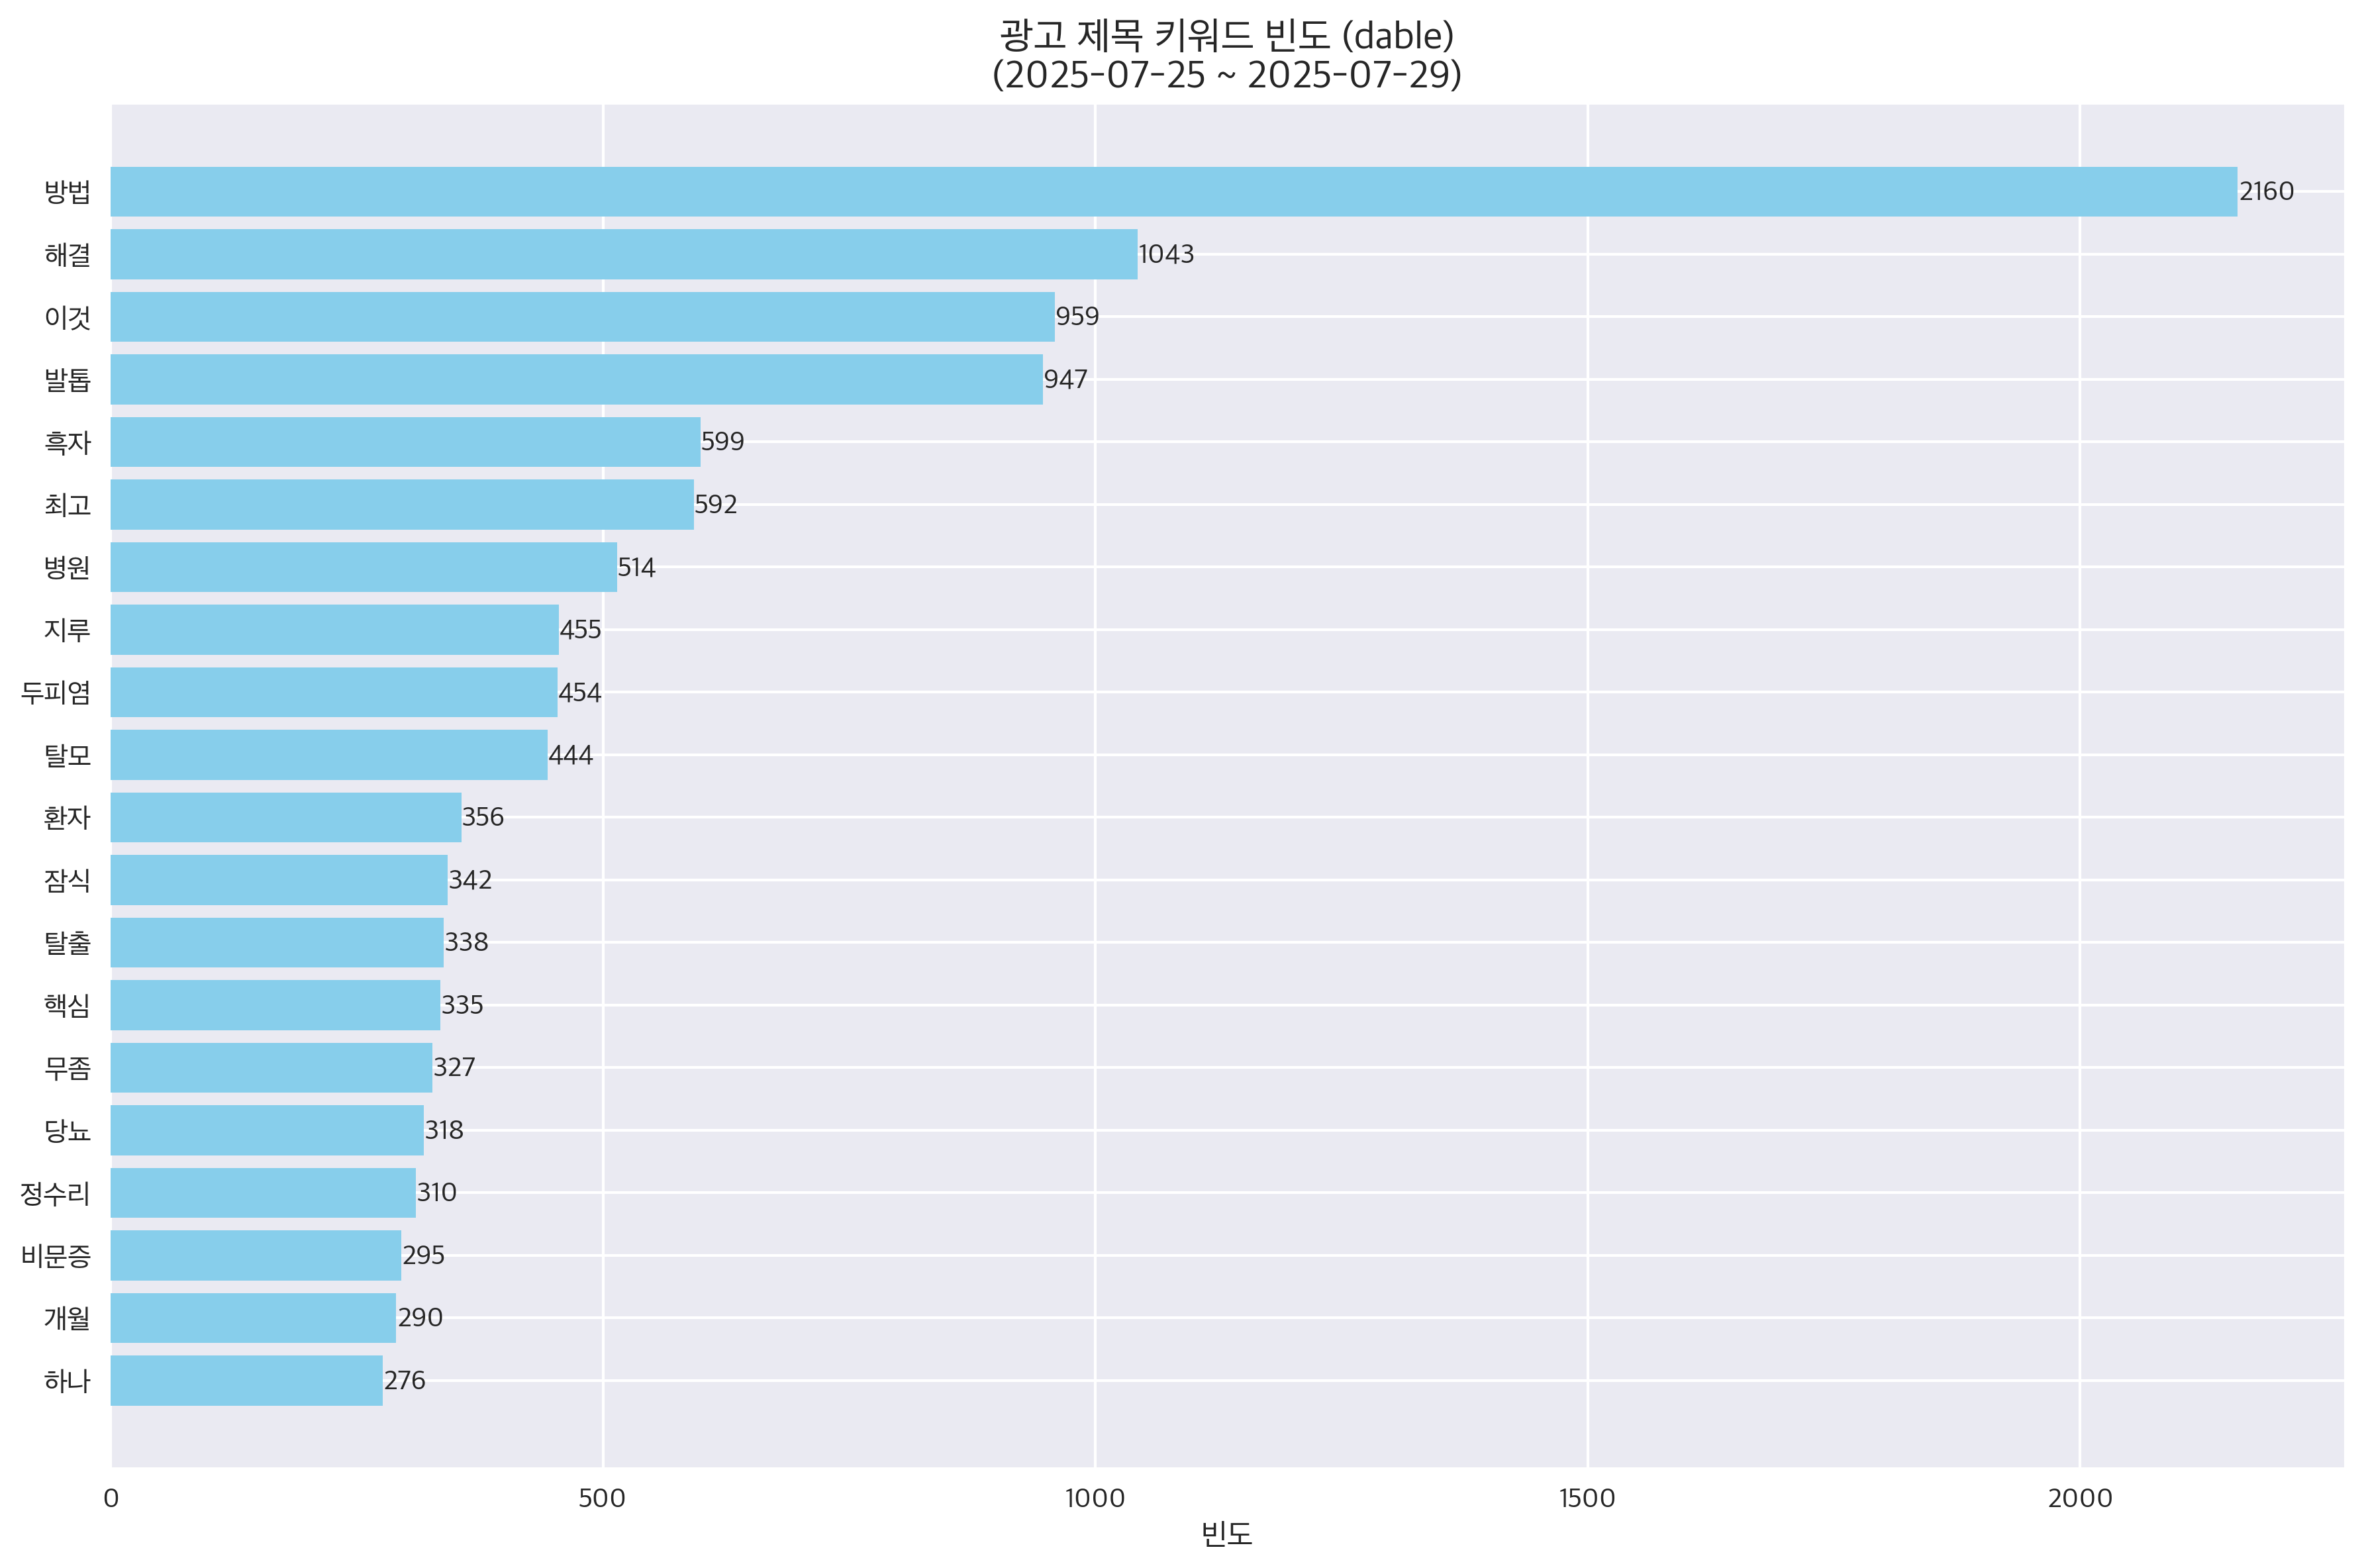 광고 제목 키워드 빈도 (dable)
(2025-07-25 ~ 2025-07-29)
방법 2160
해결 1043
이것 959
발톱 947
흑자 599
최고 592
병원 514
지루 455
두피염 454
탈모 444
환자 356
잠식 342
탈출 338
핵심 335
무좀 327
당뇨 318
정수리 310
비문증 295
개월 290
하나 276
0 500 1000 1500 2000
빈도